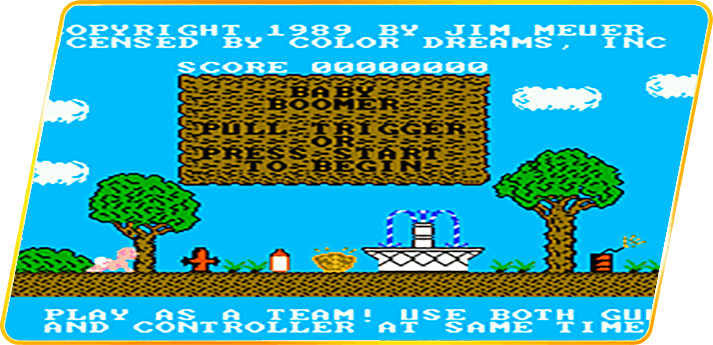 OPYRIGHT 1989 BY JIM MEUER
CENSED BY COLOR DREAMS, INC
SCORE 00000000
BABY
BOOMER
PULL TRIGGER
OR
PRESS START
TO BEGIN
PLAY AS A TEAM! USE BOTH GU
AND CONTROLLER AT SAME TIME